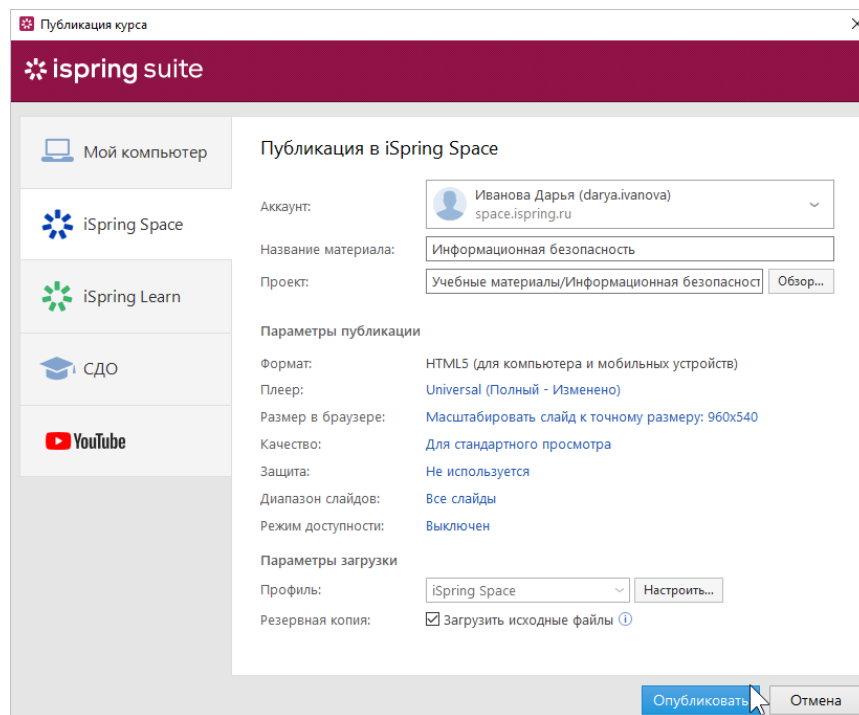 Публикация курса
ispring suite
Мой компьютер
iSpring Space
iSpring Learn
СДО
YouTube
Публикация в iSpring Space
Аккаунт:
Иванова Дарья (darya.ivanova)
space.ispring.ru
Название материала: Информационная безопасность
Проект: Учебные материалы/Информационная безопасност Обзор...
Параметры публикации
Формат: HTML5 (для компьютера и мобильных устройств)
Плеер: Universal (Полный - Изменено)
Размер в браузере: Масштабировать слайд к точному размеру: 960x540
Качество: Для стандартного просмотра
Защита: Не используется
Диапазон слайдов: Все слайды
Режим доступности: Выключен
Параметры загрузки
Профиль: iSpring Space Настроить...
Резервная копия: Загрузить исходные файлы
Опубликовать Отмена